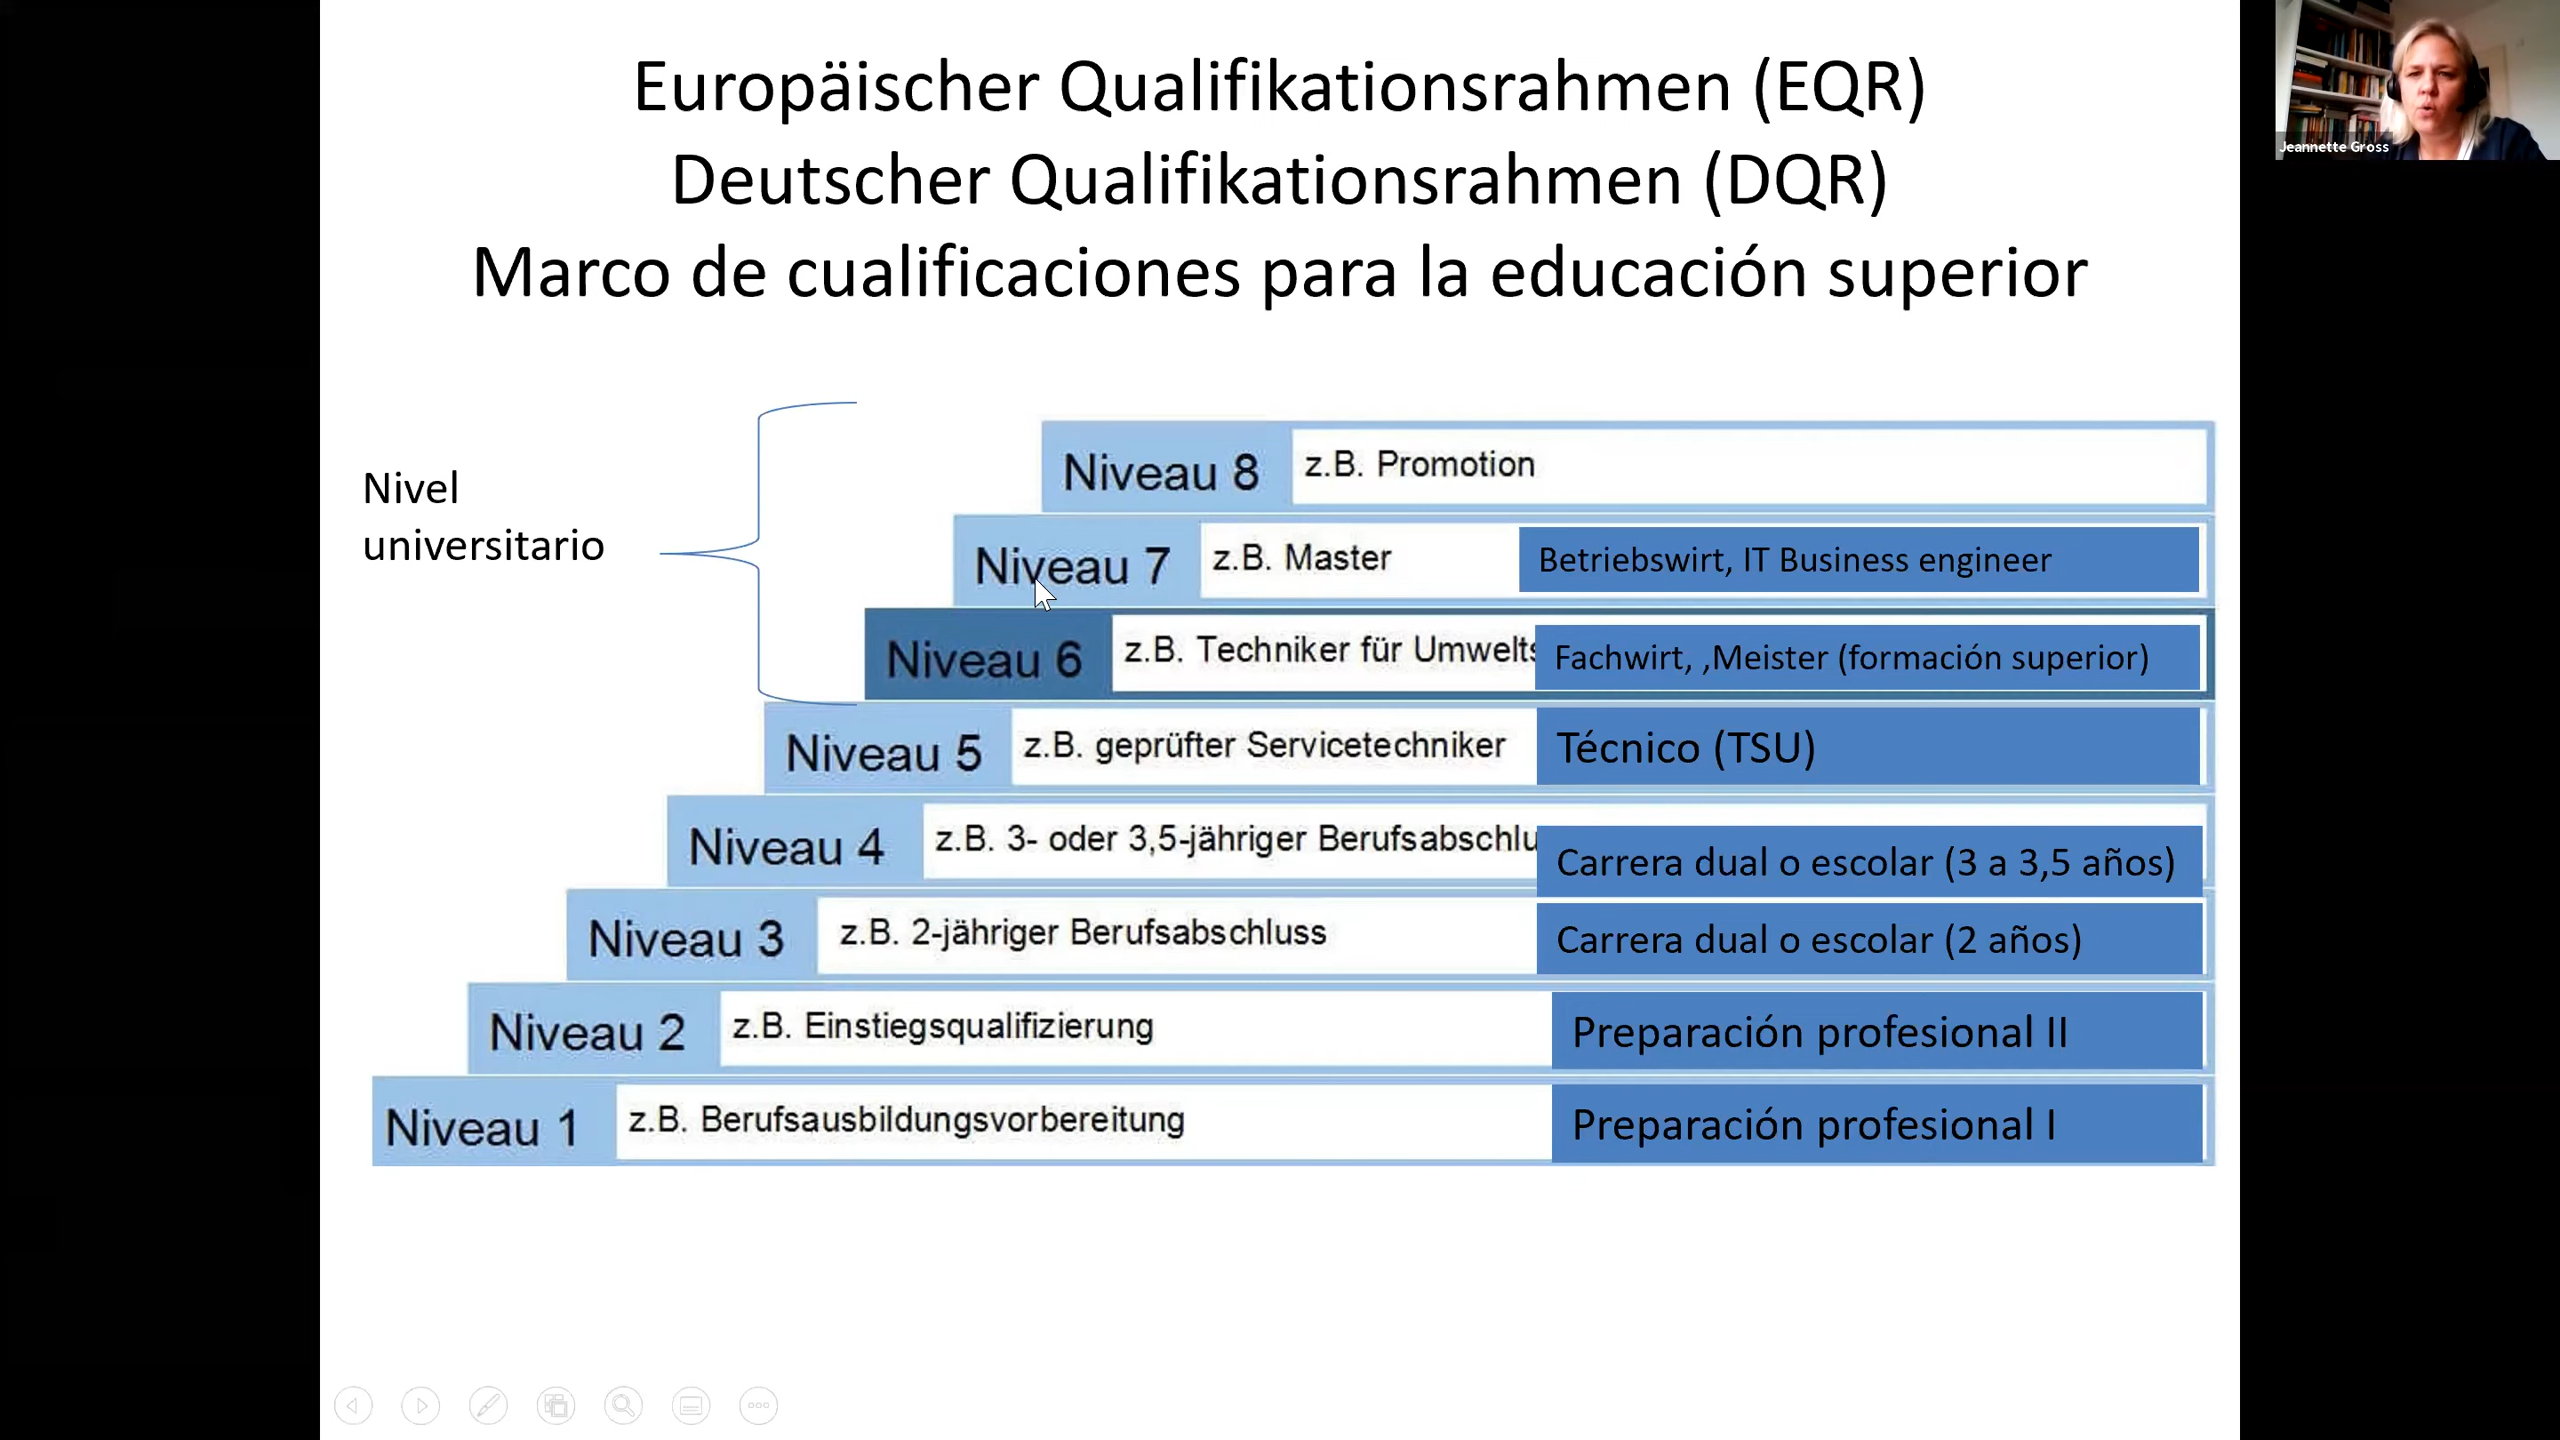 Europäischer Qualifikationsrahmen (EQR)
Deutscher Qualifikationsrahmen (DQR)
Marco de cualificaciones para la educación superior
Jeannette Gross
Nivel
universitario
Niveau 8 z.B. Promotion
Niveau 7 z.B. Master Betriebswirt, IT Business engineer
Niveau 6 z.B. Techniker für Umwelts Fachwirt, ,Meister (formación superior)
Niveau 5 z.B. geprüfter Servicetechniker Técnico (TSU)
Niveau 4 z.B. 3- oder 3,5-jähriger Berufsabschlu Carrera dual o escolar (3 a 3,5 años)
Niveau 3 z.B. 2-jähriger Berufsabschluss Carrera dual o escolar (2 años)
Niveau 2 z.B. Einstiegsqualifizierung Preparación profesional II
Niveau 1 z.B. Berufsausbildungsvorbereitung Preparación profesional I